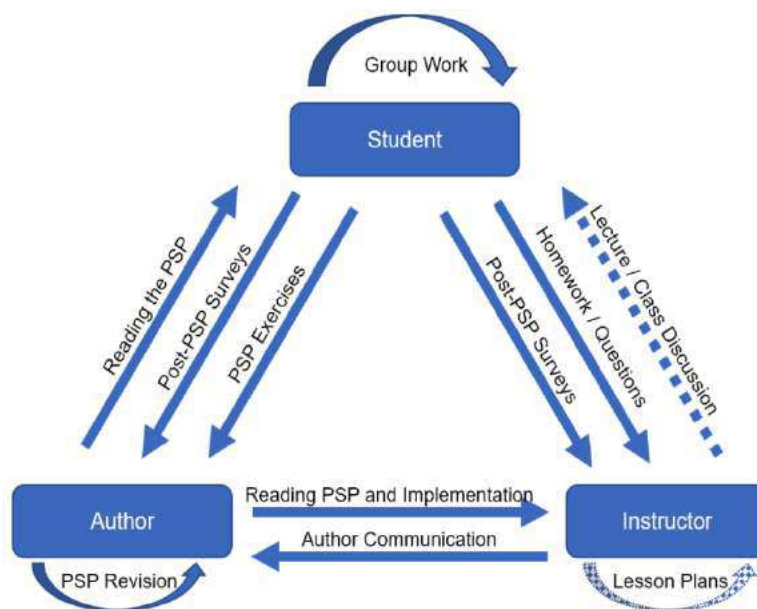 Group Work
Student
Reading the PSP
Post-PSP Surveys
PSP Exercises
Post-PSP Surveys
Homework / Questions
Lecture / Class Discussion
Author
Reading PSP and Implementation
Author Communication
Instructor
PSP Revision
Lesson Plans